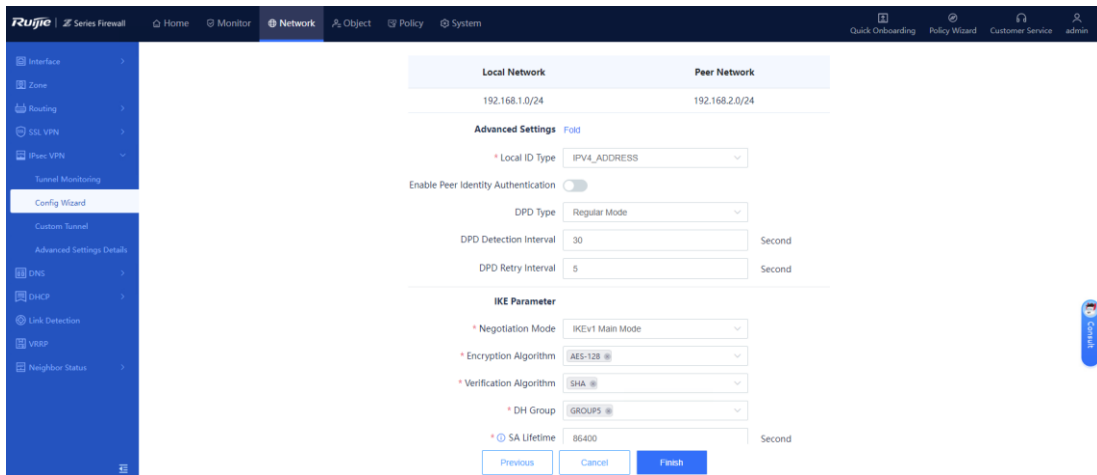 Ruijie | Z Series Firewall Home Monitor Network Object Policy System Quick Onboarding Policy Wizard Customer Service admin
Interface
Zone
Routing
SSL VPN
IPsec VPN
Tunnel Monitoring
Config Wizard
Custom Tunnel
Advanced Settings Details
DNS
DHCP
Link Detection
VRRP
Neighbor Status
Local Network Peer Network
192.168.1.0/24 192.168.2.0/24
Advanced Settings Fold
* Local ID Type IPV4_ADDRESS
Enable Peer Identity Authentication
DPD Type Regular Mode
DPD Detection Interval 30 Second
DPD Retry Interval 5 Second
IKE Parameter
* Negotiation Mode IKEv1 Main Mode
* Encryption Algorithm AES-128
* Verification Algorithm SHA
* DH Group GROUP5
* SA Lifetime 86400 Second
Previous Cancel Finish
Consult